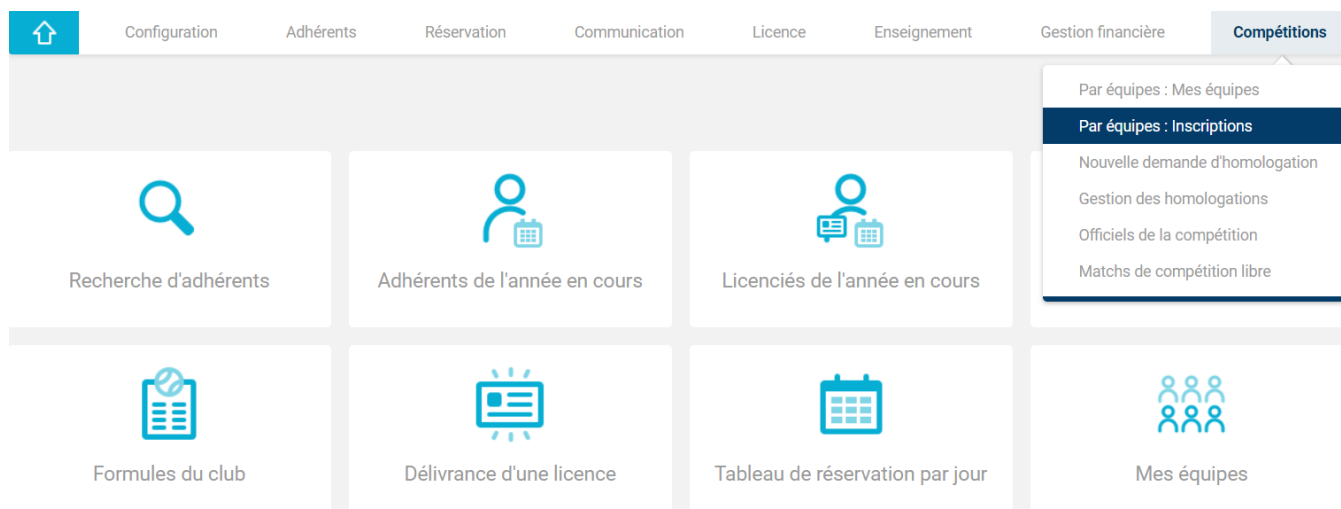 Configuration Adhérents Réservation Communication Licence Enseignement Gestion financière Compétitions
Par équipes : Mes équipes
Par équipes : Inscriptions
Nouvelle demande d'homologation
Gestion des homologations
Officiels de la compétition
Matchs de compétition libre
Recherche d'adhérents
Adhérents de l'année en cours
Licenciés de l'année en cours
Formules du club
Délivrance d'une licence
Tableau de réservation par jour
Mes équipes